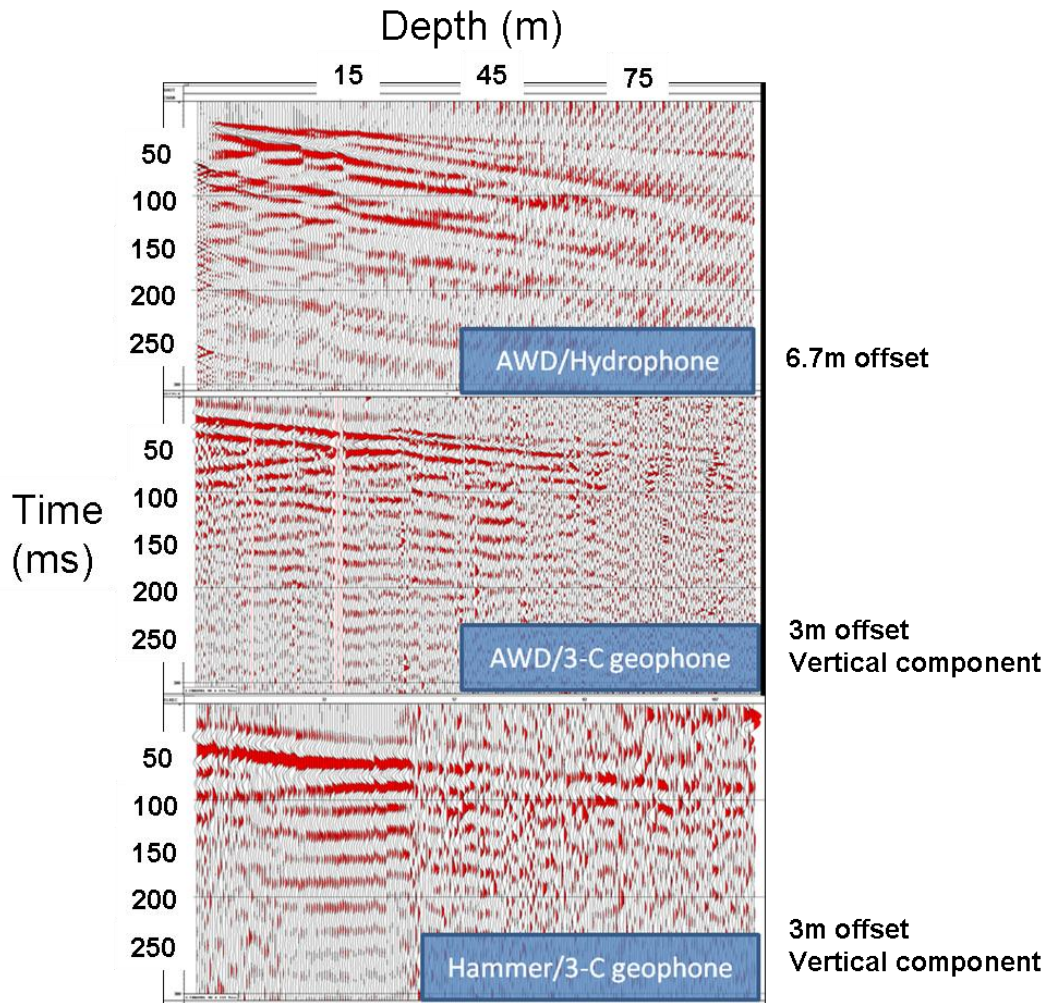 Depth (m)
15 45 75
50
100
150
200
250
AWD/Hydrophone
6.7m offset
50
100
150
200
250
Time
(ms)
AWD/3-C geophone
3m offset
Vertical component
50
100
150
200
250
Hammer/3-C geophone
3m offset
Vertical component